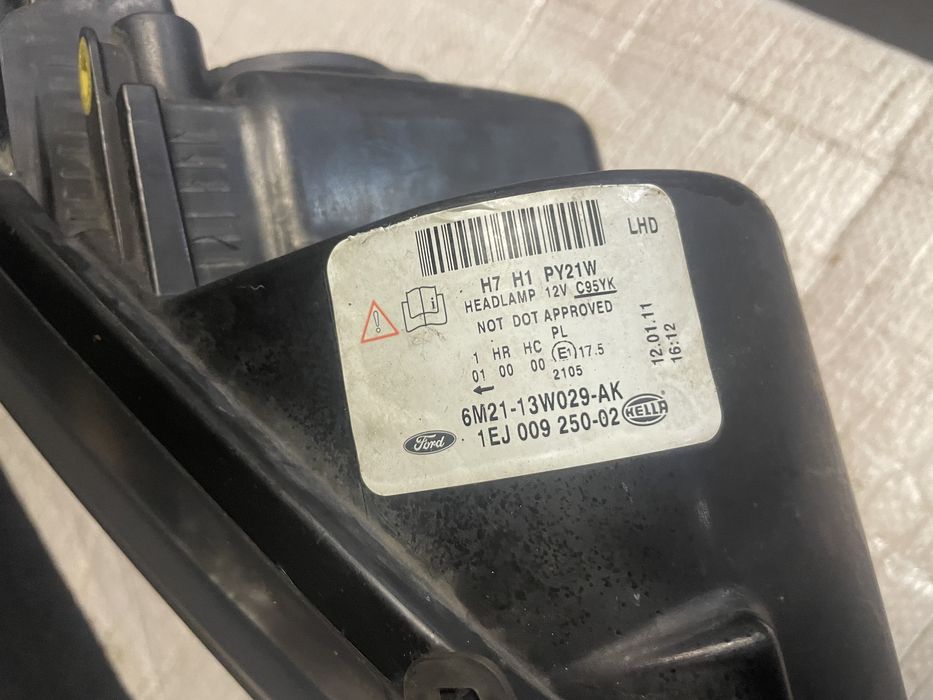 LHD
H7 H1 PY21W
HEADLAMP 12V C95YK
NOT DOT APPROVED
PL
1 HR HC E1 17.5
01 00 00 2105
12.01.11
16:12
6M21-13W029-AK
Ford 1EJ 009 250-02 HELLA